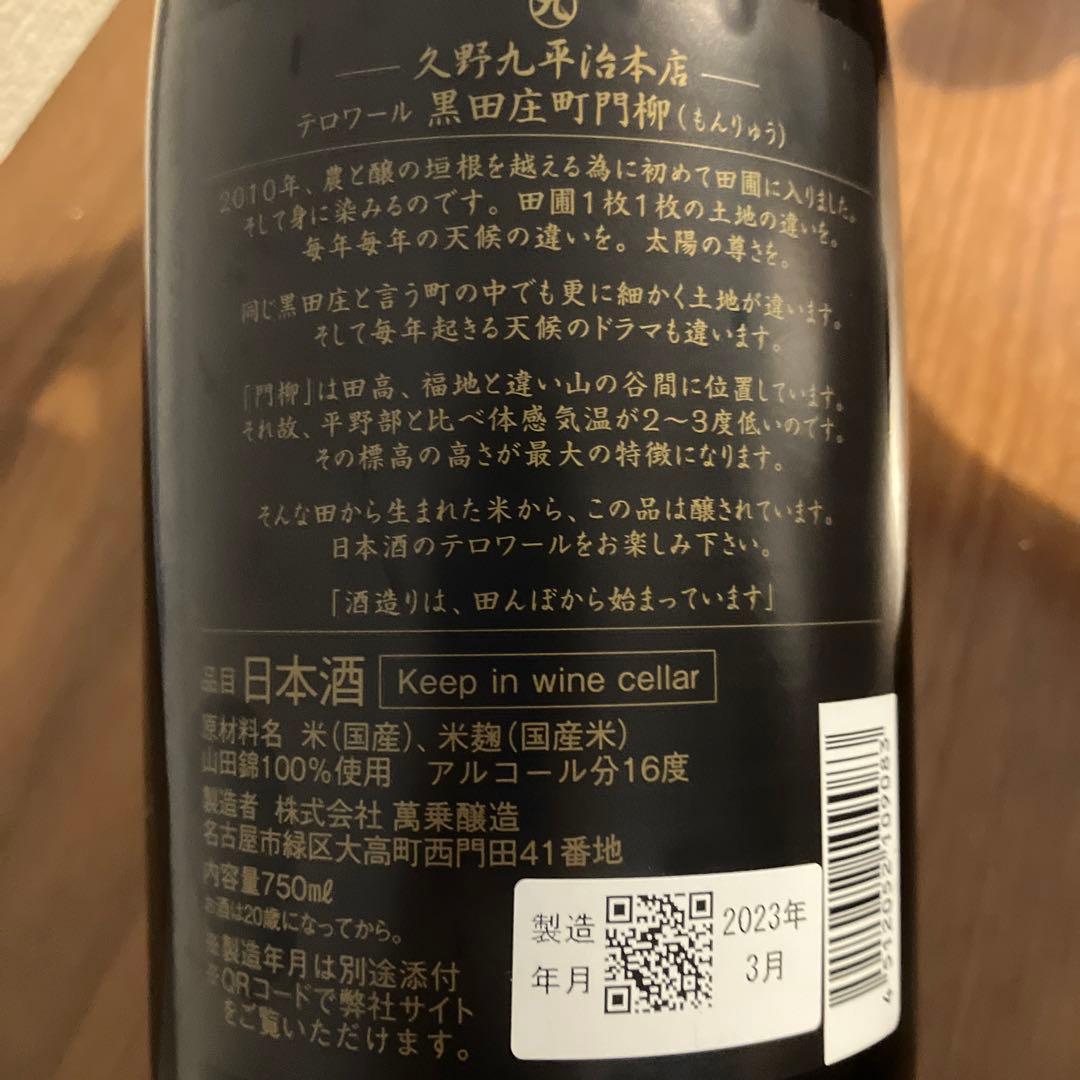 九
久野九平治本店
テロワール 黒田庄町門柳(もんりゅう)
2010年、農と醸の垣根を越える為に初めて田圃に入りました。
そして身に染みるのです。田圃1枚1枚の土地の違いを。
毎年毎年の天候の違いを。太陽の尊さを。
同じ黒田庄と言う町の中でも更に細かく土地が違います。
そして毎年起きる天候のドラマも違います。
「門柳」は田高、福地と違い山の谷間に位置しています。
それ故、平野部と比べ体感気温が2〜3度低いのです。
その標高の高さが最大の特徴になります。
そんな田から生まれた米から、この品は醸されています。
日本酒のテロワールをお楽しみ下さい。
「酒造りは、田んぼから始まっています」
品目 日本酒 Keep in wine cellar
原材料名 米(国産)、米麹(国産米)
山田錦100%使用 アルコール分16度
製造者 株式会社 萬乗醸造
名古屋市緑区大高町西門田41番地
内容量750mℓ
お酒は20歳になってから。
※製造年月は別途添付
※QRコードで弊社サイト
をご覧いただけます。
製造年月
2023年3月
4512052109083